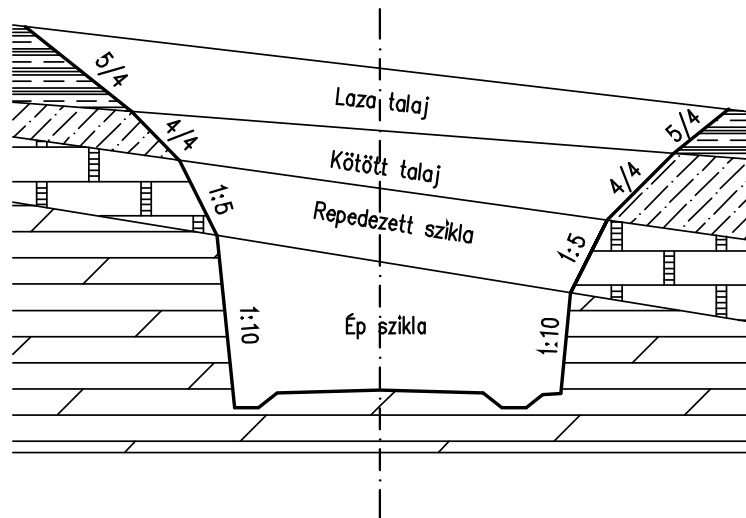 5/4
Laza talaj
5/4
4/4
Kötött talaj
4/4
1:5
Repedezett szikla
1:5
1:10
Ép szikla
1:10